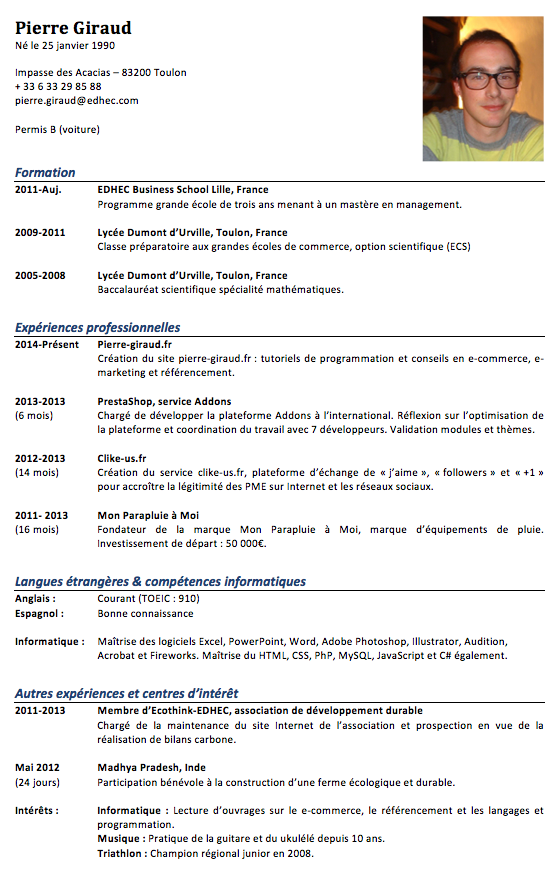 Pierre Giraud
Né le 25 janvier 1990
Impasse des Acacias – 83200 Toulon
+ 33 6 33 29 85 88
pierre.giraud@edhec.com
Permis B (voiture)
Formation
2011-Auj. EDHEC Business School Lille, France
Programme grande école de trois ans menant à un mastère en management.
2009-2011 Lycée Dumont d’Urville, Toulon, France
Classe préparatoire aux grandes écoles de commerce, option scientifique (ECS)
2005-2008 Lycée Dumont d’Urville, Toulon, France
Baccalauréat scientifique spécialité mathématiques.
Expériences professionnelles
2014-Présent Pierre-giraud.fr
Création du site pierre-giraud.fr : tutoriels de programmation et conseils en e-commerce, e-
marketing et référencement.
2013-2013 PrestaShop, service Addons
(6 mois) Chargé de développer la plateforme Addons à l’international. Réflexion sur l’optimisation de
la plateforme et coordination du travail avec 7 développeurs. Validation modules et thèmes.
2012-2013 Clike-us.fr
(14 mois) Création du service clike-us.fr, plateforme d’échange de « j’aime », « followers » et « +1 »
pour accroître la légitimité des PME sur Internet et les réseaux sociaux.
2011- 2013 Mon Parapluie à Moi
(16 mois) Fondateur de la marque Mon Parapluie à Moi, marque d’équipements de pluie.
Investissement de départ : 50 000€.
Langues étrangères & compétences informatiques
Anglais : Courant (TOEIC : 910)
Espagnol : Bonne connaissance
Informatique : Maîtrise des logiciels Excel, PowerPoint, Word, Adobe Photoshop, Illustrator, Audition,
Acrobat et Fireworks. Maîtrise du HTML, CSS, PhP, MySQL, JavaScript et C# également.
Autres expériences et centres d’intérêt
2011-2013 Membre d’Ecothink-EDHEC, association de développement durable
Chargé de la maintenance du site Internet de l’association et prospection en vue de la
réalisation de bilans carbone.
Mai 2012 Madhya Pradesh, Inde
(24 jours) Participation bénévole à la construction d’une ferme écologique et durable.
Intérêts : Informatique : Lecture d’ouvrages sur le e-commerce, le référencement et les langages et
programmation.
Musique : Pratique de la guitare et du ukulélé depuis 10 ans.
Triathlon : Champion régional junior en 2008.